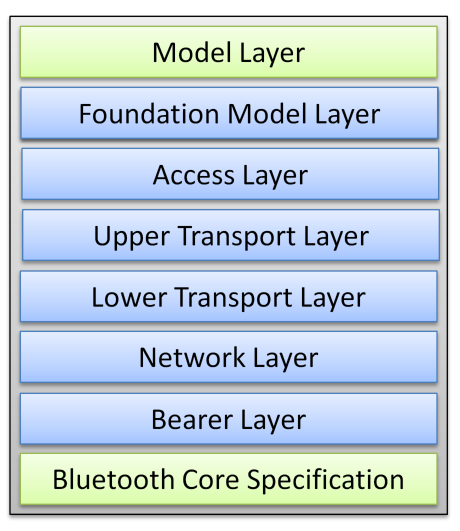 Model Layer
Foundation Model Layer
Access Layer
Upper Transport Layer
Lower Transport Layer
Network Layer
Bearer Layer
Bluetooth Core Specification